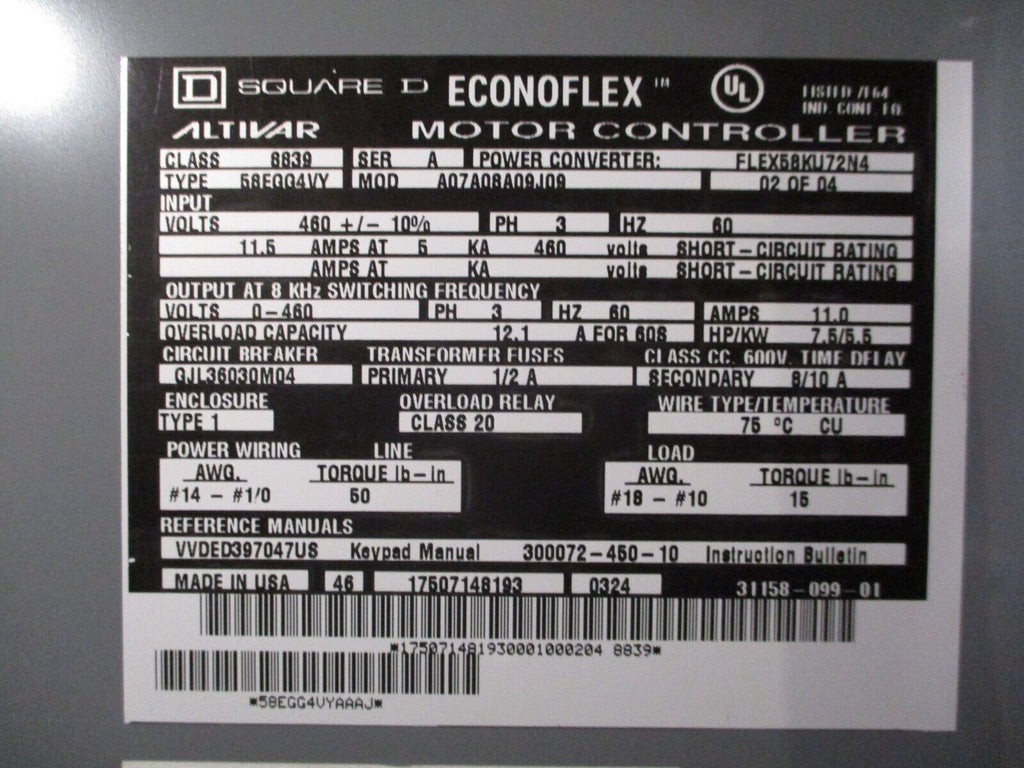 D SQUARE D ECONOFLEX ™ UL LISTED 7164
IND. CONT. EQ.
ALTIVAR MOTOR CONTROLLER
CLASS 8839 SER A POWER CONVERTER: FLEX58KU72N4
TYPE 58EGG4VY MOD A07A08A09J09 02 OF 04
INPUT
VOLTS 460 +/- 10% PH 3 HZ 60
11.5 AMPS AT 5 KA 460 volts SHORT-CIRCUIT RATING
AMPS AT KA volts SHORT-CIRCUIT RATING
OUTPUT AT 8 KHz SWITCHING FREQUENCY
VOLTS 0-460 PH 3 HZ 60 AMPS 11.0
OVERLOAD CAPACITY 12.1 A FOR 60S HP/KW 7.5/5.5
CIRCUIT BREAKER TRANSFORMER FUSES CLASS CC. 600V. TIME DELAY
GJL36030M04 PRIMARY 1/2 A SECONDARY 8/10 A
ENCLOSURE OVERLOAD RELAY WIRE TYPE/TEMPERATURE
TYPE 1 CLASS 20 75 °C CU
POWER WIRING LINE LOAD
AWG. TORQUE lb-in AWG. TORQUE lb-in
#14 - #1/0 50 #18 - #10 15
REFERENCE MANUALS
VVDED397047US Keypad Manual 300072-450-10 Instruction Bulletin
MADE IN USA 46 17507148193 0324 31158-099-01
*175071481930001000204 8839*
*58EGG4VYAAAJ*